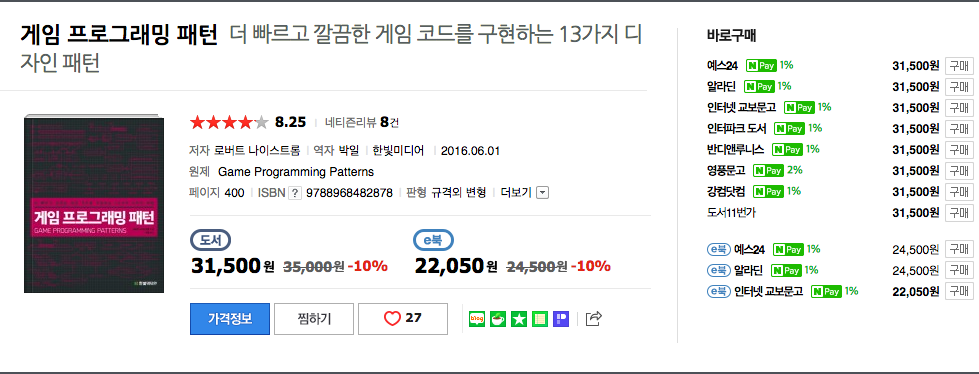 게임 프로그래밍 패턴 더 빠르고 깔끔한 게임 코드를 구현하는 13가지 디
자인 패턴
게임 프로그래밍 패턴
GAME PROGRAMMING PATTERNS
8.25 네티즌리뷰 8건
저자 로버트 나이스트롬 역자 박일 한빛미디어 2016.06.01
원제 Game Programming Patterns
페이지 400 ISBN ? 9788968482878 판형 규격외 변형 더보기
도서
31,500원 35,000원 -10%
e북
22,050원 24,500원 -10%
가격정보 찜하기 27
blog
바로구매
예스24 N Pay 1% 31,500원 구매
알라딘 N Pay 1% 31,500원 구매
인터넷 교보문고 N Pay 1% 31,500원 구매
인터파크 도서 N Pay 1% 31,500원 구매
반디앤루니스 N Pay 1% 31,500원 구매
영풍문고 N Pay 2% 31,500원 구매
강컴닷컴 N Pay 1% 31,500원 구매
도서11번가 31,500원 구매
e북 예스24 N Pay 1% 24,500원 구매
e북 알라딘 N Pay 1% 24,500원 구매
e북 인터넷 교보문고 N Pay 1% 22,050원 구매